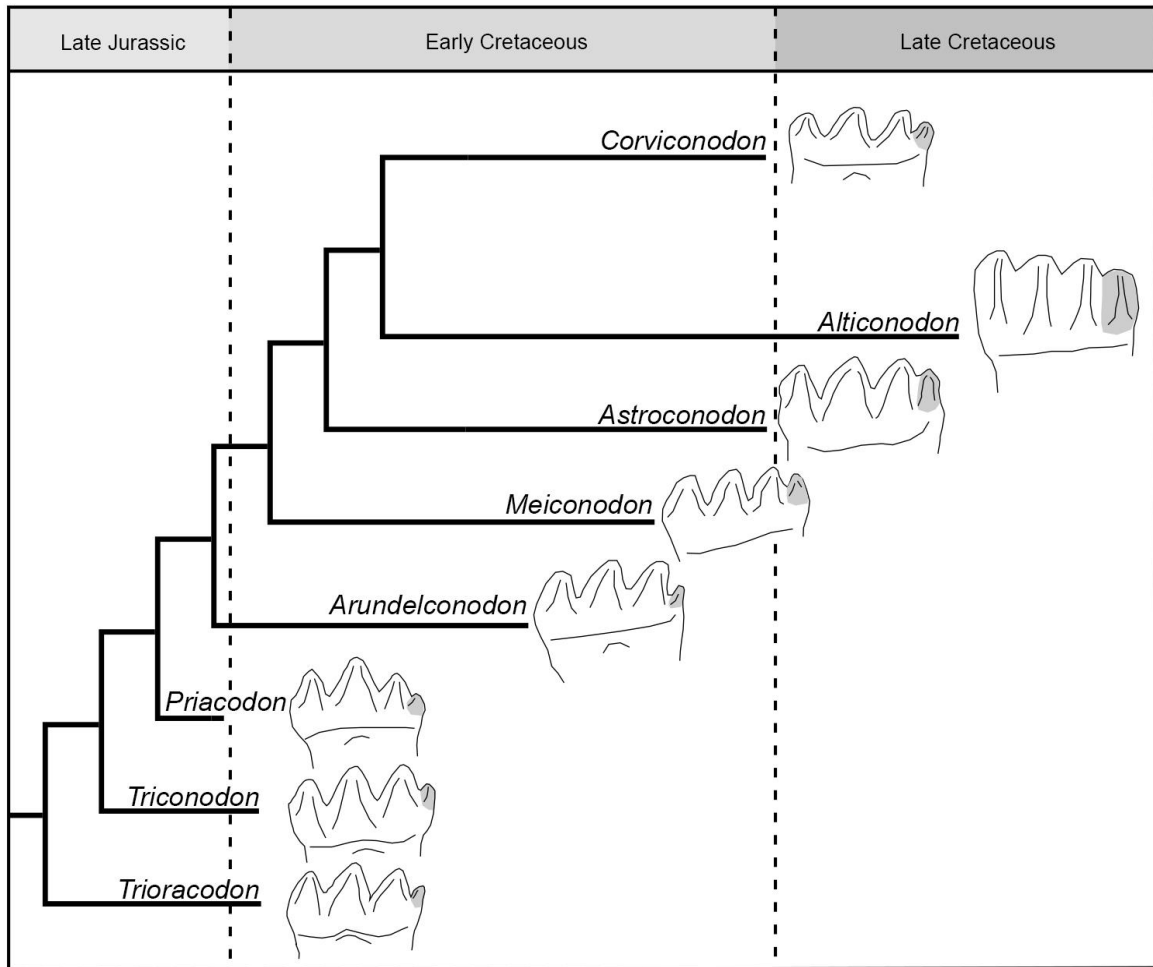 Late Jurassic
Early Cretaceous
Late Cretaceous
Corviconodon
Alticonodon
Astroconodon
Meiconodon
Arundelconodon
Priacodon
Triconodon
Trioracodon